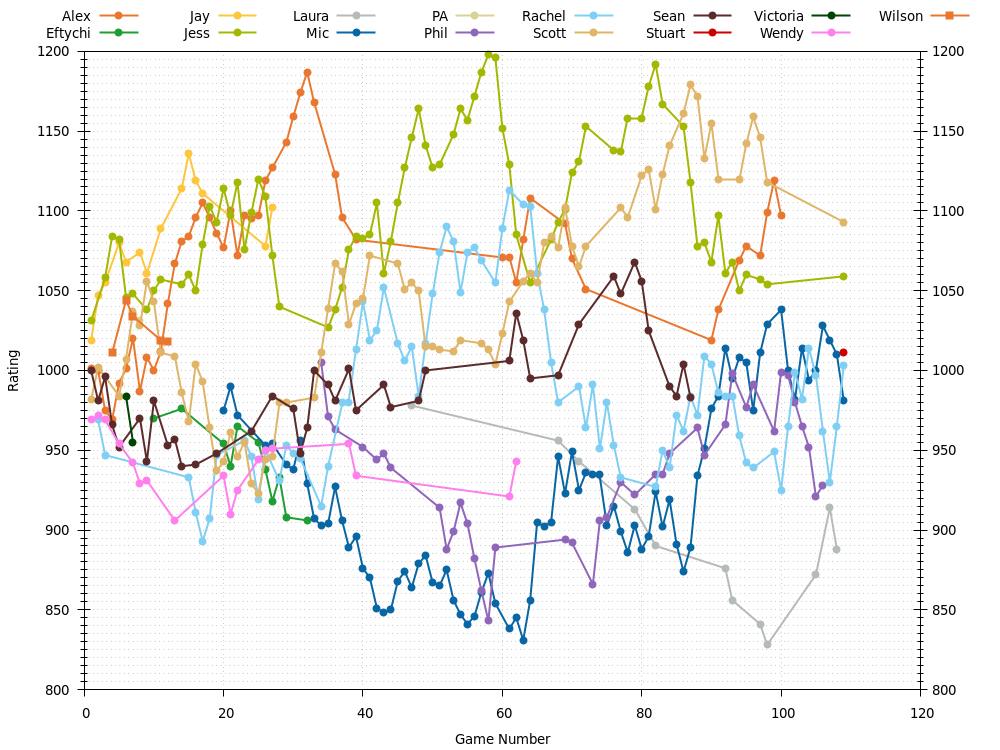 Alex Jay Laura PA Rachel Sean Victoria Wilson
Eftychi Jess Mic Phil Scott Stuart Wendy
1200 1200
1150 1150
1100 1100
1050 1050
1000 1000
950 950
900 900
850 850
800 800
Rating
0 20 40 60 80 100 120
Game Number